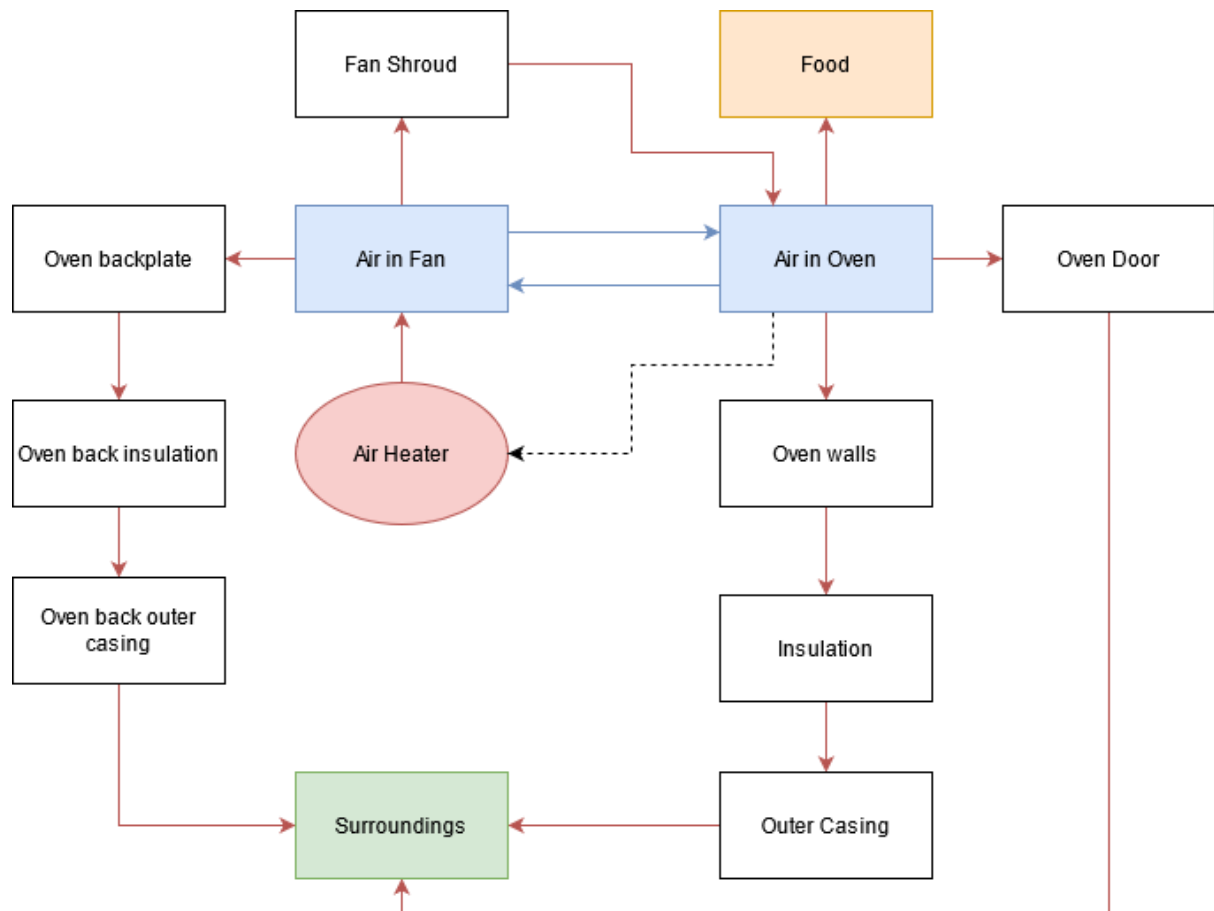 Fan Shroud
Food
Oven backplate
Air in Fan
Air in Oven
Oven Door
Oven back insulation
Air Heater
Oven walls
Oven back outer
casing
Insulation
Surroundings
Outer Casing